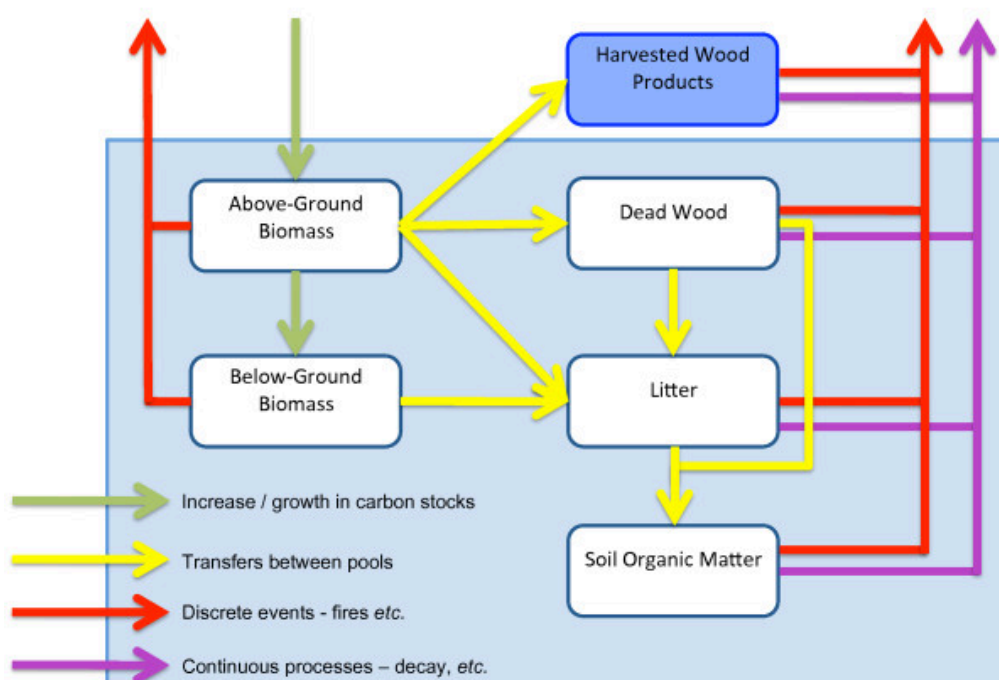 Harvested Wood
Products
Above-Ground
Biomass
Dead Wood
Below-Ground
Biomass
Litter
Soil Organic Matter
Increase / growth in carbon stocks
Transfers between pools
Discrete events - fires etc.
Continuous processes – decay, etc.